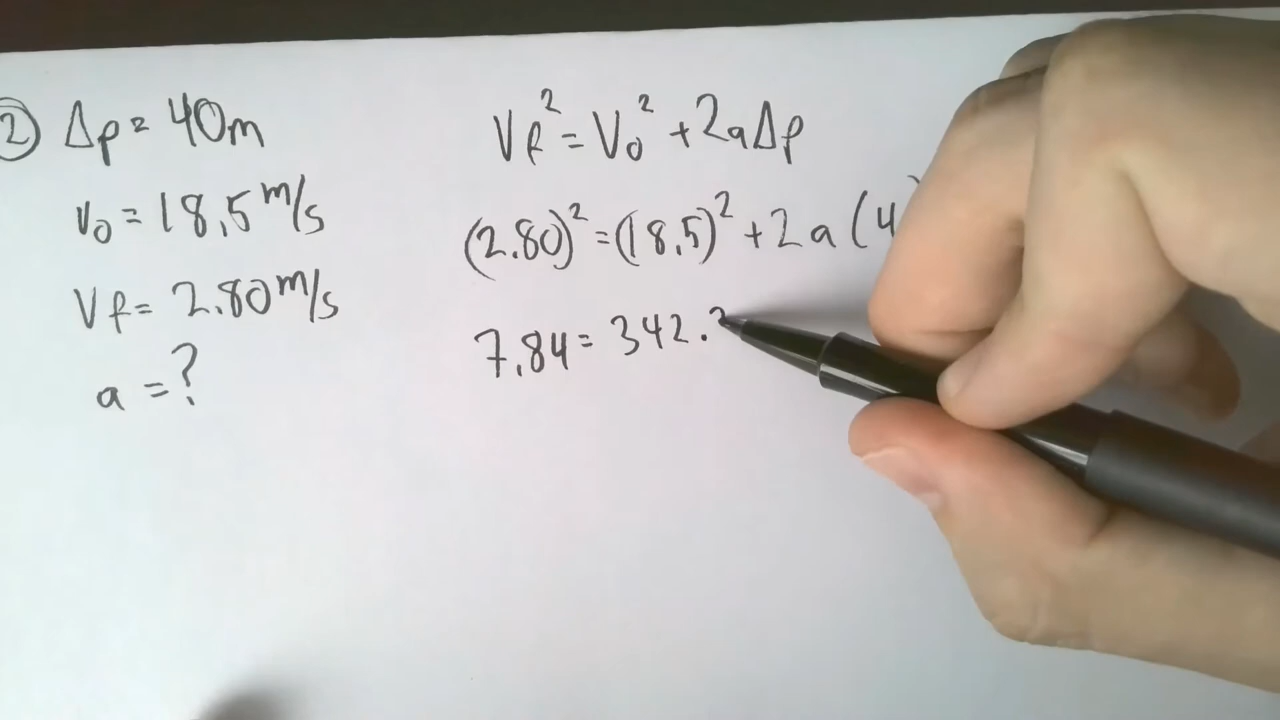 ② Δp = 40m
v₀ = 18.5 m/s
Vf = 2.80 m/s
a = ?
Vf² = V₀² + 2aΔp
(2.80)² = (18.5)² + 2a(4
7.84 = 342.2